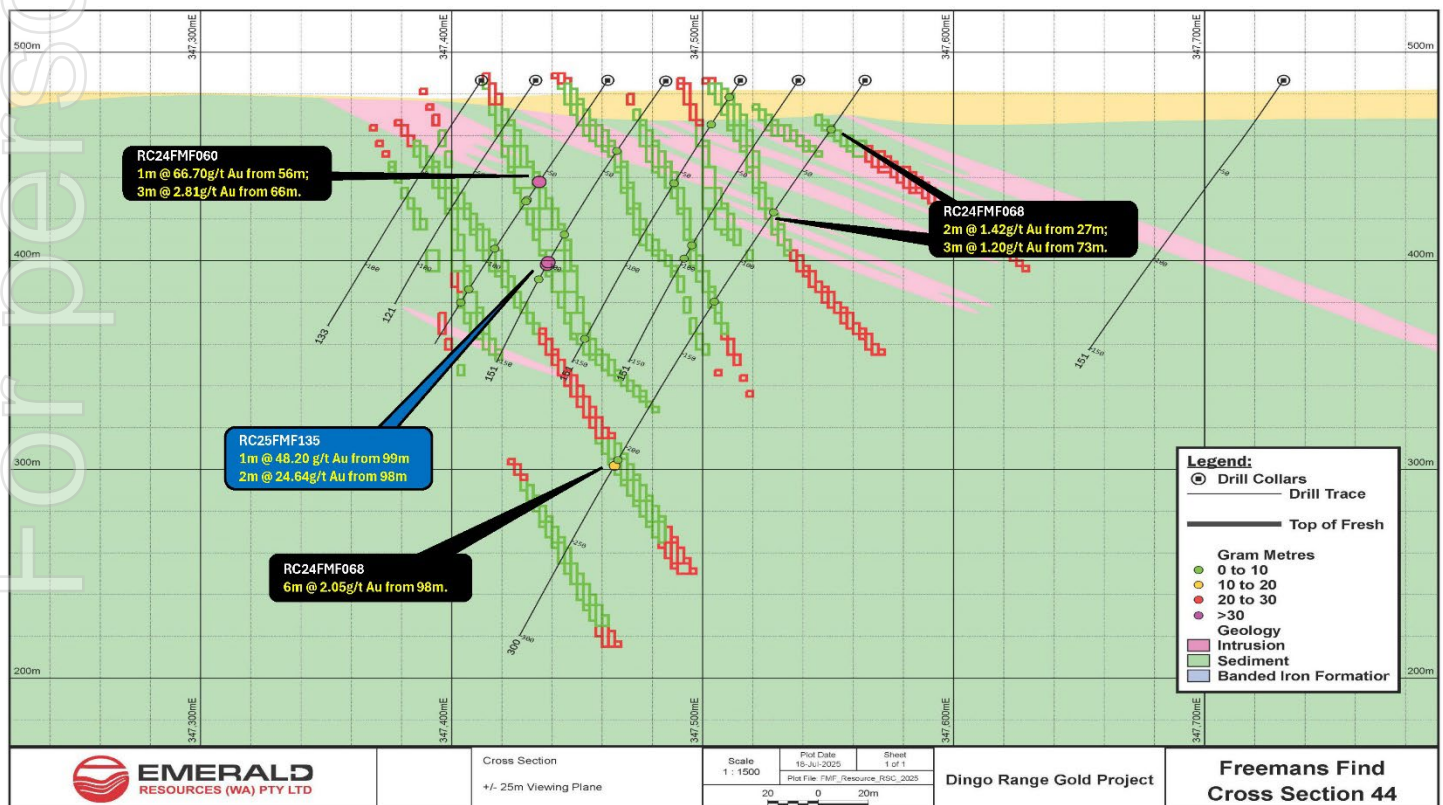 For perso
347,300mE
347,400mE
347,500mE
347,600mE
347,700mE
500m
500m
RC24FMF060
1m @ 66.70g/t Au from 56m;
3m @ 2.81g/t Au from 66m.
RC24FMF068
2m @ 1.42g/t Au from 27m;
3m @ 1.20g/t Au from 73m.
400m
400m
133
121
151
151
151
151
RC25FMF135
1m @ 48.20 g/t Au from 99m
2m @ 24.64g/t Au from 98m
300m
300m
RC24FMF068
6m @ 2.05g/t Au from 98m.
300
200m
200m
Legend:
Drill Collars
Drill Trace
Top of Fresh
Gram Metres
0 to 10
10 to 20
20 to 30
>30
Geology
Intrusion
Sediment
Banded Iron Formation
347,300mE
347,400mE
347,500mE
347,600mE
347,700mE
EMERALD
RESOURCES (WA) PTY LTD
Cross Section
+/- 25m Viewing Plane
Scale
1 : 1500
Plot Date
18-Jul-2025
Sheet
1 of 1
Plot File: FMF_Resource_RSC_2025
20 0 20m
Dingo Range Gold Project
Freemans Find
Cross Section 44